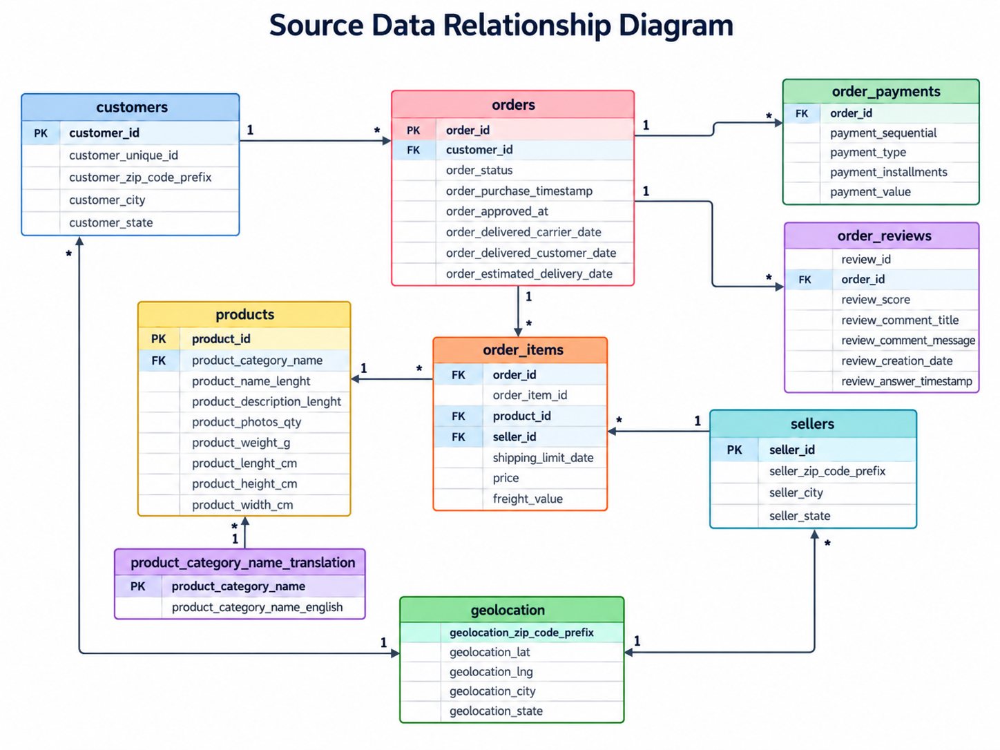 Source Data Relationship Diagram
customers
PK customer_id
customer_unique_id
customer_zip_code_prefix
customer_city
customer_state
1 *
orders
PK order_id
FK customer_id
order_status
order_purchase_timestamp
order_approved_at
order_delivered_carrier_date
order_delivered_customer_date
order_estimated_delivery_date
1 *
order_payments
FK order_id
payment_sequential
payment_type
payment_installments
payment_value
1 *
order_reviews
review_id
FK order_id
review_score
review_comment_title
review_comment_message
review_creation_date
review_answer_timestamp
1
*
products
PK product_id
FK product_category_name
product_name_lenght
product_description_lenght
product_photos_qty
product_weight_g
product_lenght_cm
product_height_cm
product_width_cm
1 *
order_items
FK order_id
order_item_id
FK product_id
FK seller_id
shipping_limit_date
price
freight_value
* 1
sellers
PK seller_id
seller_zip_code_prefix
seller_city
seller_state
*
1
product_category_name_translation
PK product_category_name
product_category_name_english
*
1
geolocation
geolocation_zip_code_prefix
geolocation_lat
geolocation_lng
geolocation_city
geolocation_state
1
*